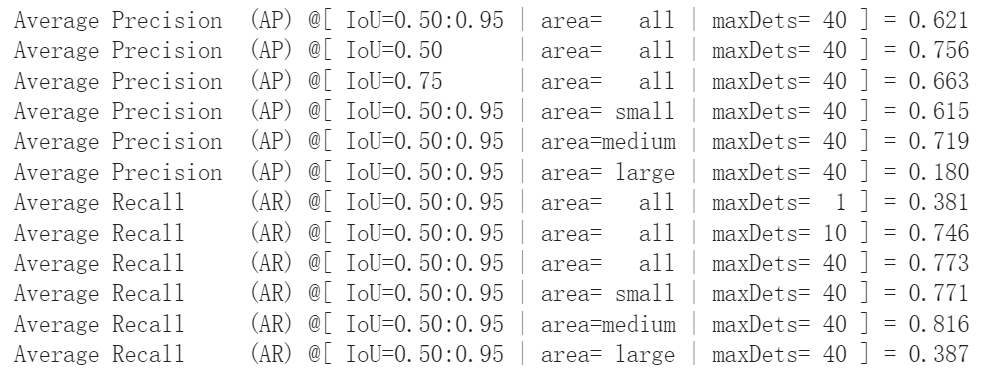 Average Precision  (AP) @[ IoU=0.50:0.95 | area=   all | maxDets= 40 ] = 0.621
Average Precision  (AP) @[ IoU=0.50      | area=   all | maxDets= 40 ] = 0.756
Average Precision  (AP) @[ IoU=0.75      | area=   all | maxDets= 40 ] = 0.663
Average Precision  (AP) @[ IoU=0.50:0.95 | area= small | maxDets= 40 ] = 0.615
Average Precision  (AP) @[ IoU=0.50:0.95 | area=medium | maxDets= 40 ] = 0.719
Average Precision  (AP) @[ IoU=0.50:0.95 | area= large | maxDets= 40 ] = 0.180
Average Recall     (AR) @[ IoU=0.50:0.95 | area=   all | maxDets=  1 ] = 0.381
Average Recall     (AR) @[ IoU=0.50:0.95 | area=   all | maxDets= 10 ] = 0.746
Average Recall     (AR) @[ IoU=0.50:0.95 | area=   all | maxDets= 40 ] = 0.773
Average Recall     (AR) @[ IoU=0.50:0.95 | area= small | maxDets= 40 ] = 0.771
Average Recall     (AR) @[ IoU=0.50:0.95 | area=medium | maxDets= 40 ] = 0.816
Average Recall     (AR) @[ IoU=0.50:0.95 | area= large | maxDets= 40 ] = 0.387